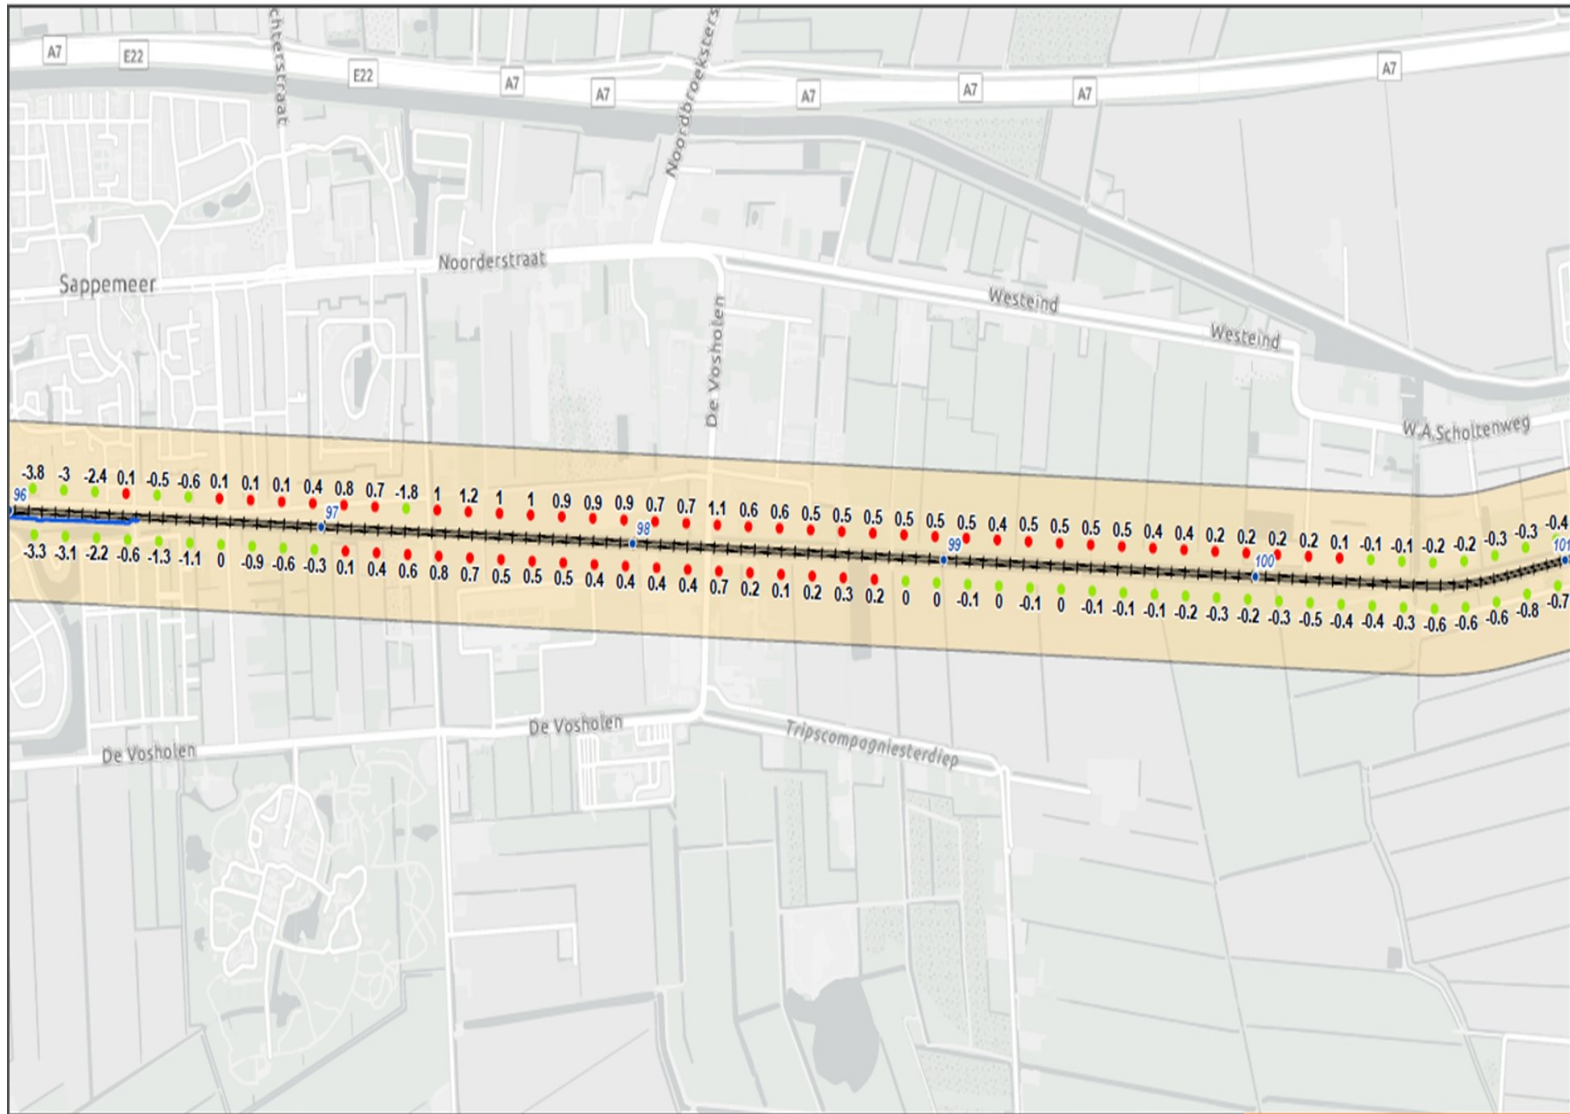 A7
E22
chterstraat
E22
A7
A7
Noordbroekster
A7
A7
A7
A7
Noorderstraat
Sappemeer
Westeind
Westeind
De Vosholen
W.A.Scholtenweg
-3.8 -3 -2.4 0.1 -0.5 -0.6 0.1 0.1 0.1 0.4 0.8 0.7 -1.8 1 1.2 1 1 0.9 0.9 0.9 0.7 0.7 1.1 0.6 0.6 0.5 0.5 0.5 0.5 0.5 0.5 0.4 0.5 0.5 0.5 0.5 0.4 0.4 0.2 0.2 0.2 0.2 0.1 -0.1 -0.1 -0.2 -0.2 -0.3 -0.3 -0.4
96 97 98 99 100 101
-3.3 -3.1 -2.2 -0.6 -1.3 -1.1 0 -0.9 -0.6 -0.3 0.1 0.4 0.6 0.8 0.7 0.5 0.5 0.5 0.4 0.4 0.4 0.4 0.7 0.2 0.1 0.2 0.3 0.2 0 0 -0.1 0 -0.1 0 -0.1 -0.1 -0.1 -0.2 -0.3 -0.2 -0.3 -0.5 -0.4 -0.4 -0.3 -0.6 -0.6 -0.6 -0.8 -0.7
De Vosholen
De Vosholen
Tripscompagniesterdiep